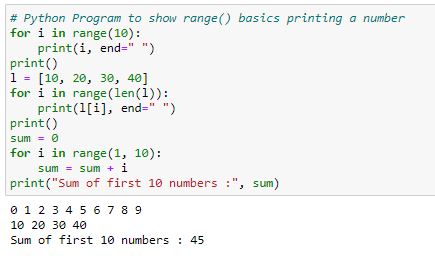 # Python Program to show range() basics printing a number
for i in range(10):
    print(i, end=" ")
print()
l = [10, 20, 30, 40]
for i in range(len(l)):
    print(l[i], end=" ")
print()
sum = 0
for i in range(1, 10):
    sum = sum + i
print("Sum of first 10 numbers :", sum)
0 1 2 3 4 5 6 7 8 9
10 20 30 40
Sum of first 10 numbers : 45